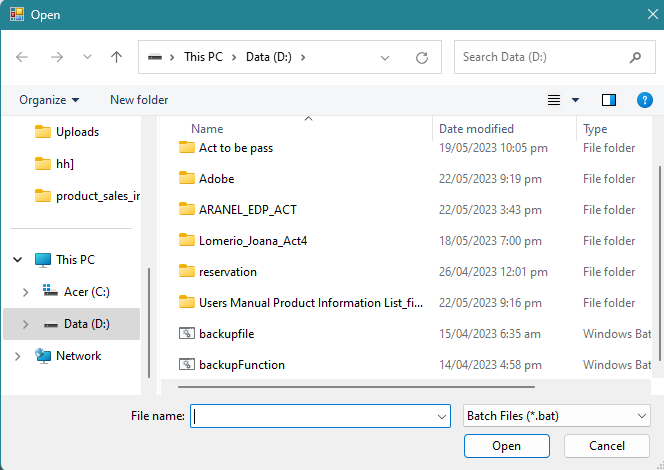 Open
This PC > Data (D:) >
Search Data (D:)
Organize
New folder
Name
Date modified
Type
Uploads
hh]
product_sales_in
This PC
Acer (C:)
Data (D:)
Network
Act to be pass 19/05/2023 10:05 pm File folder
Adobe 22/05/2023 9:19 pm File folder
ARANEL_EDP_ACT 22/05/2023 3:43 pm File folder
Lomerio_Joana_Act4 18/05/2023 7:00 pm File folder
reservation 26/04/2023 12:01 pm File folder
Users Manual Product Information List_fi... 22/05/2023 9:16 pm File folder
backupfile 15/04/2023 6:35 am Windows Bat
backupFunction 14/04/2023 4:58 pm Windows Bat
File name:
Batch Files (*.bat)
Open
Cancel